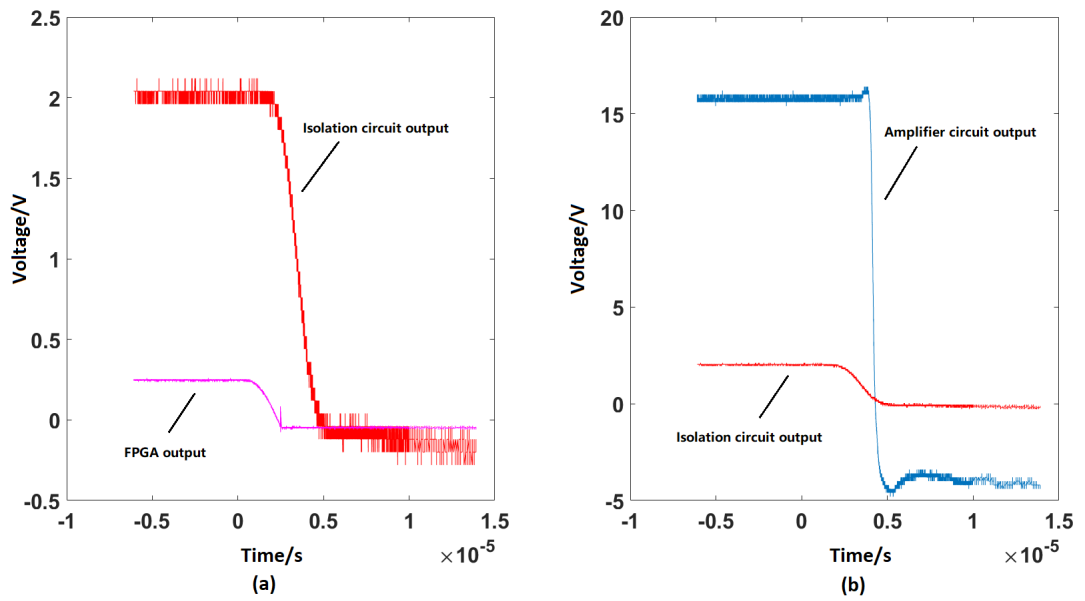 2.5
2
1.5
1
0.5
0
-0.5
Voltage/V
Isolation circuit output
FPGA output
-1
-0.5
0
0.5
1
1.5
×10⁻⁵
Time/s
(a)
20
15
10
5
0
-5
Voltage/V
Amplifier circuit output
Isolation circuit output
-1
-0.5
0
0.5
1
1.5
×10⁻⁵
Time/s
(b)